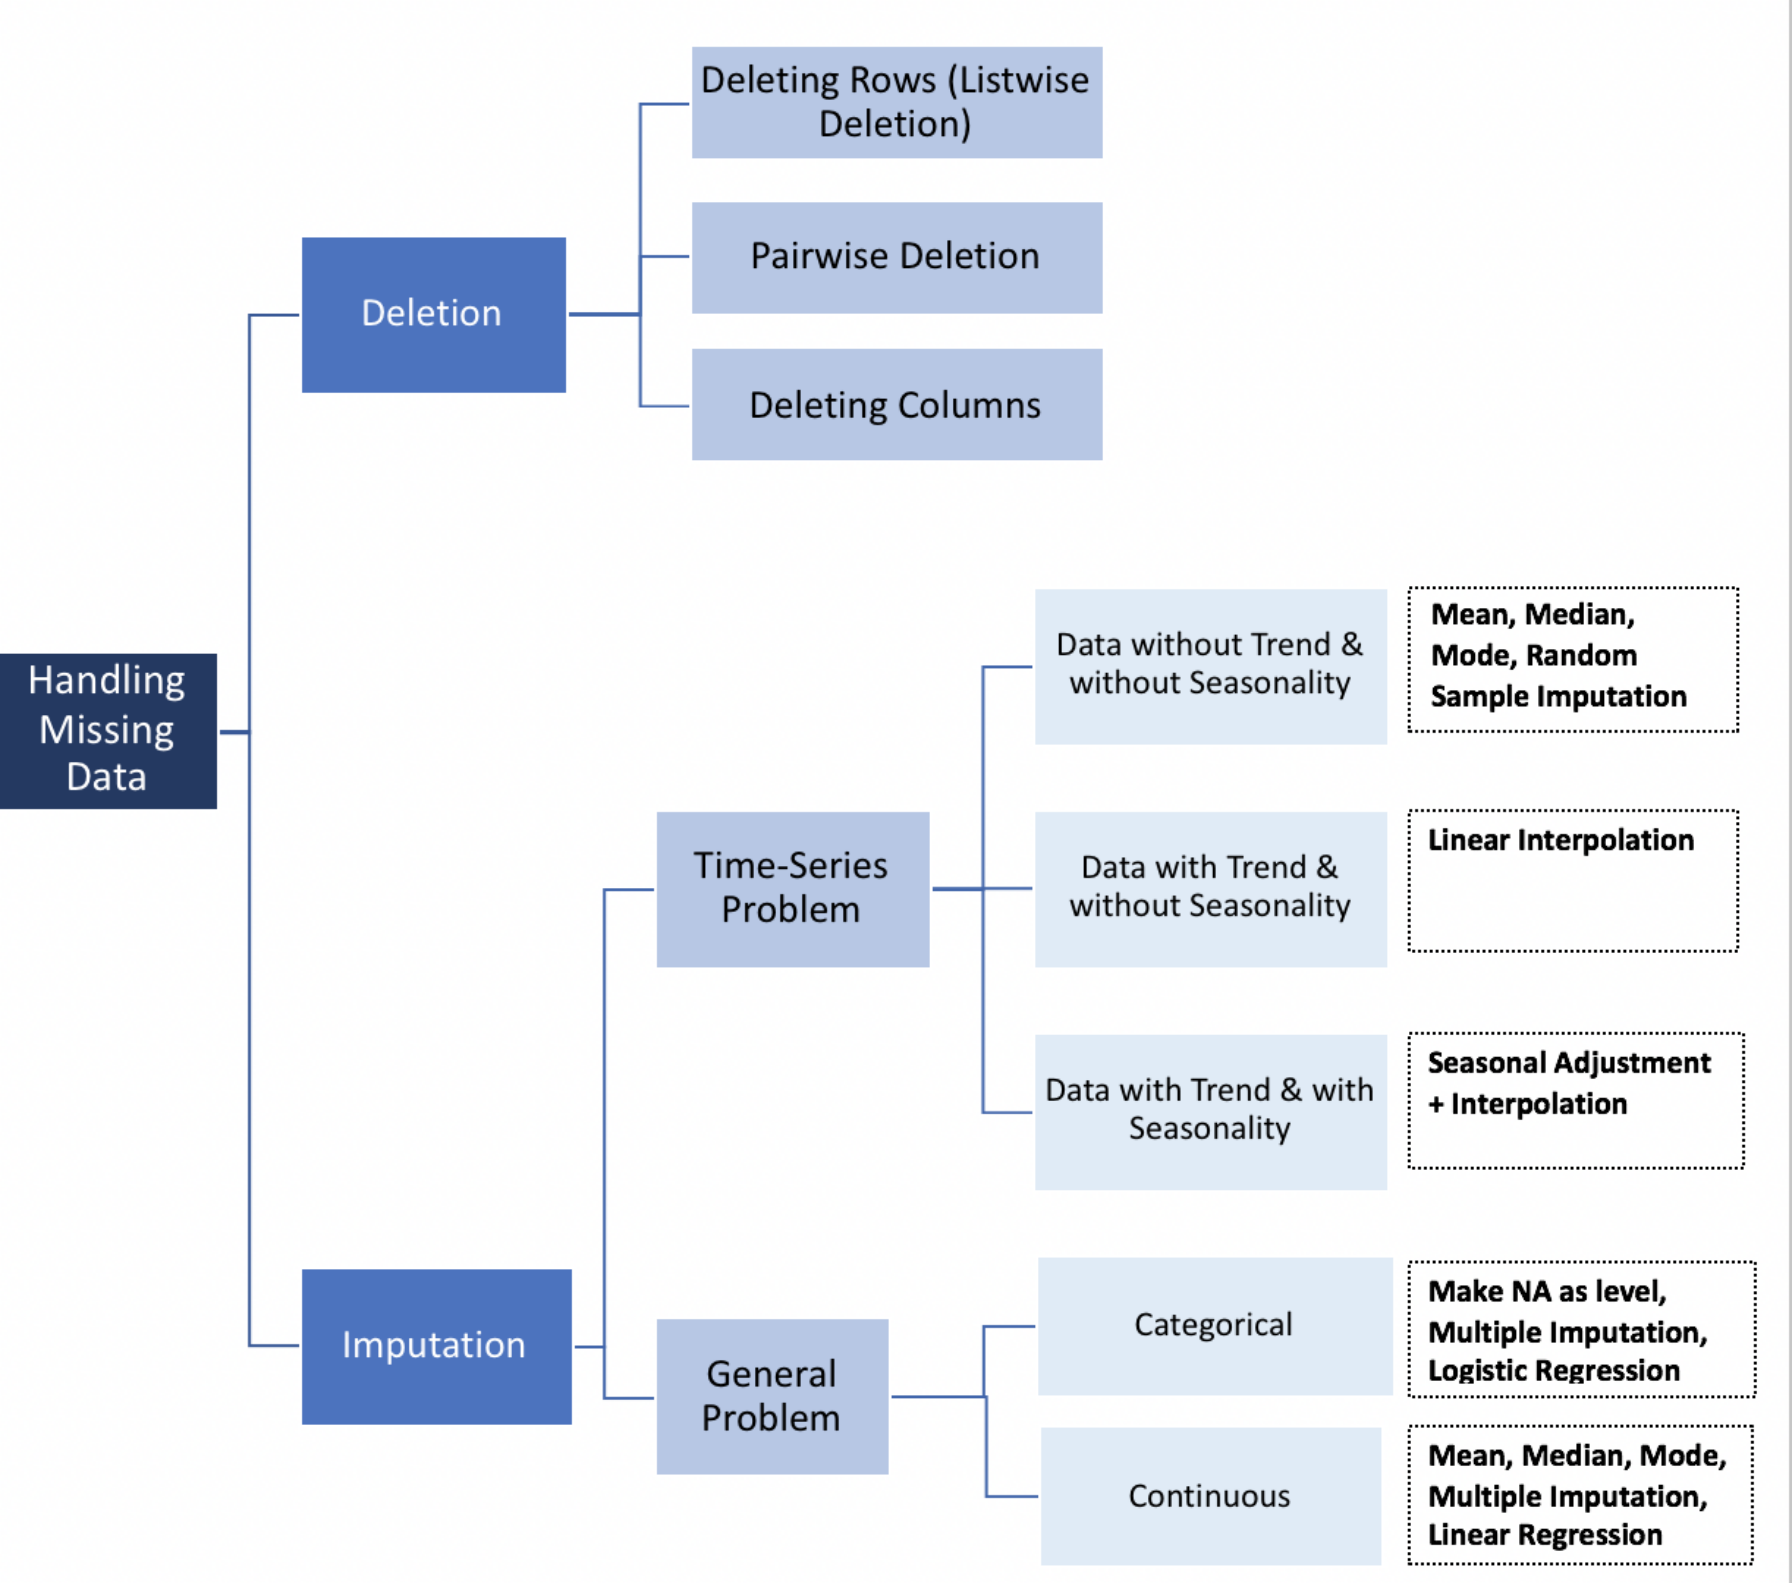 Deleting Rows (Listwise
Deletion)
Pairwise Deletion
Deletion
Deleting Columns
Handling
Missing
Data
Data without Trend &
without Seasonality
Mean, Median,
Mode, Random
Sample Imputation
Time-Series
Problem
Data with Trend &
without Seasonality
Linear Interpolation
Data with Trend & with
Seasonality
Seasonal Adjustment
+ Interpolation
Imputation
General
Problem
Categorical
Make NA as level,
Multiple Imputation,
Logistic Regression
Continuous
Mean, Median, Mode,
Multiple Imputation,
Linear Regression